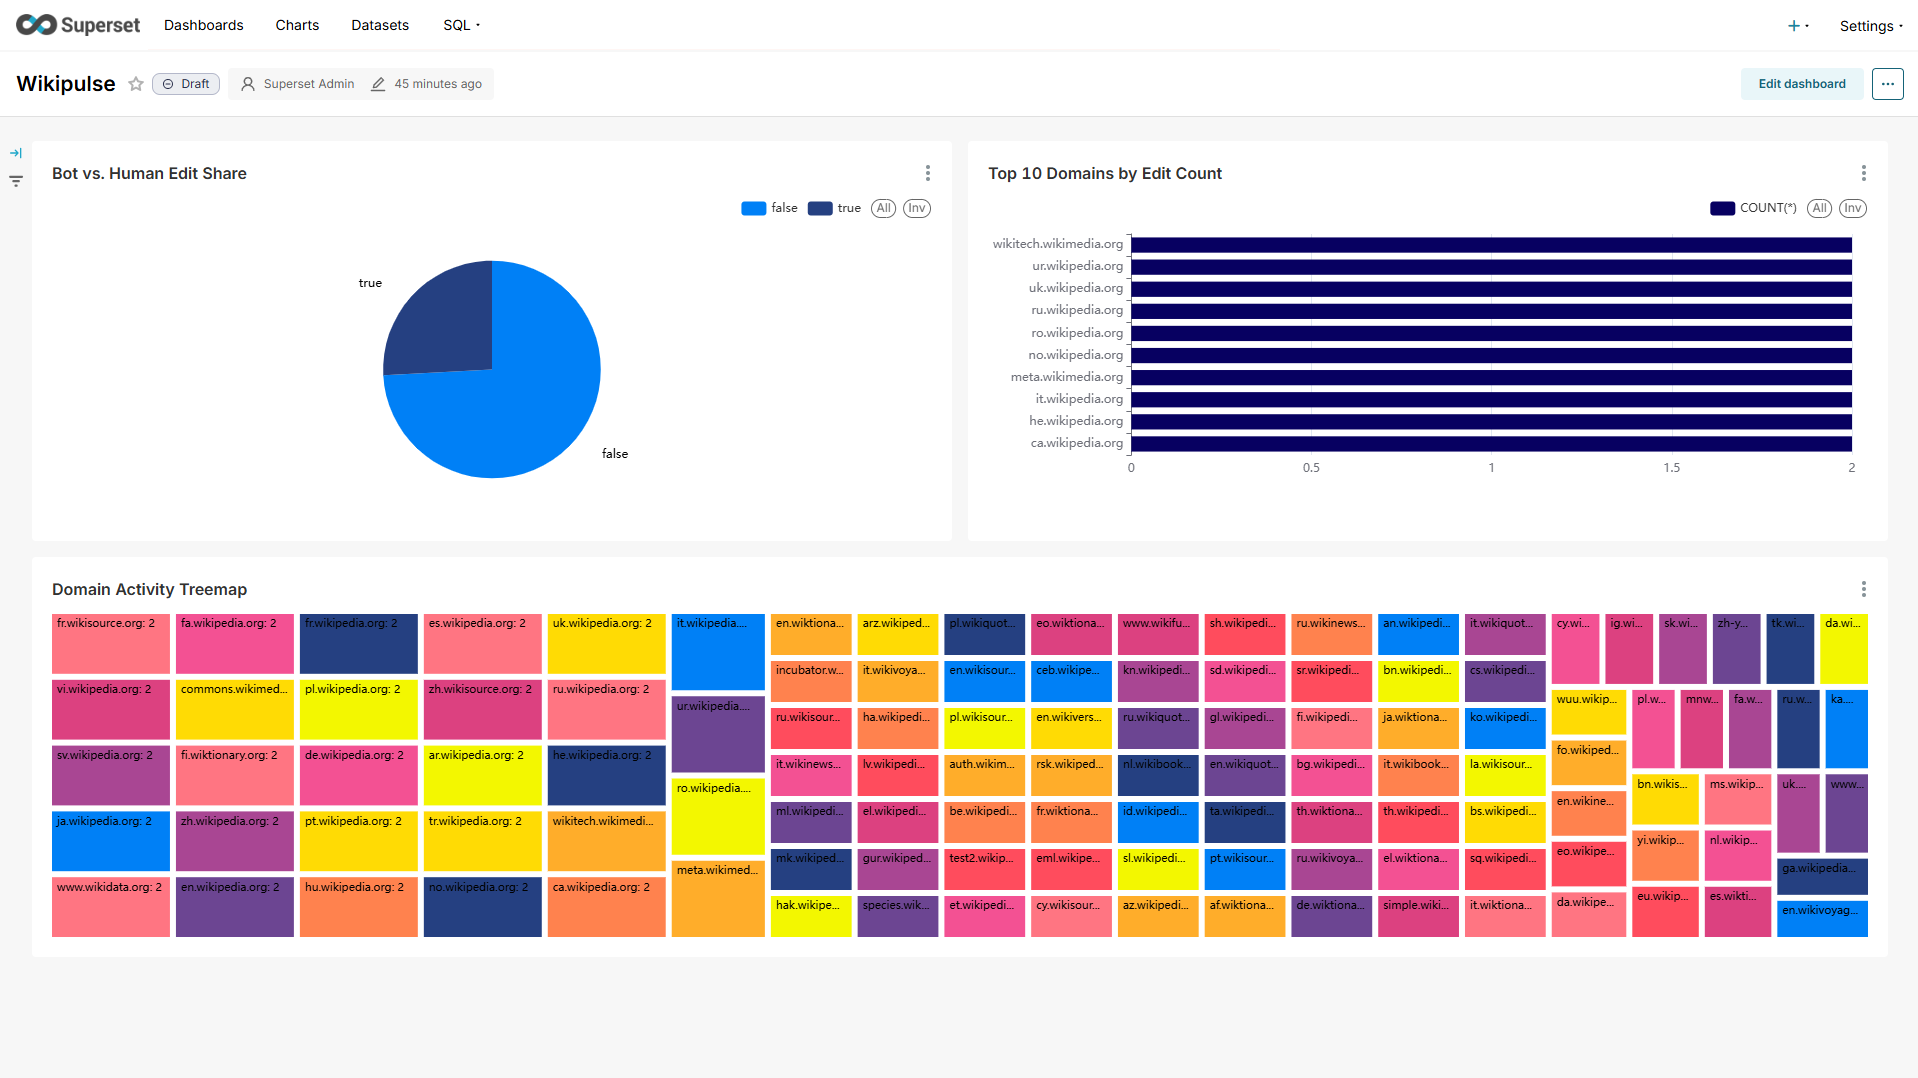 Superset Dashboards Charts Datasets SQL Settings
Wikipulse Draft Superset Admin 45 minutes ago Edit dashboard ...
Bot vs. Human Edit Share
false true All Inv
true
false
Top 10 Domains by Edit Count
COUNT(*) All Inv
wikitech.wikimedia.org
ur.wikipedia.org
uk.wikipedia.org
ru.wikipedia.org
ro.wikipedia.org
no.wikipedia.org
meta.wikimedia.org
it.wikipedia.org
he.wikipedia.org
ca.wikipedia.org
0 0.5 1 1.5 2
Domain Activity Treemap
fr.wikisource.org: 2 fa.wikipedia.org: 2 fr.wikipedia.org: 2 es.wikipedia.org: 2 uk.wikipedia.org: 2
vi.wikipedia.org: 2 commons.wikimed... pl.wikipedia.org: 2 zh.wikisource.org: 2 ru.wikipedia.org: 2
sv.wikipedia.org: 2 fi.wiktionary.org: 2 de.wikipedia.org: 2 ar.wikipedia.org: 2 he.wikipedia.org: 2
ja.wikipedia.org: 2 zh.wikipedia.org: 2 pt.wikipedia.org: 2 tr.wikipedia.org: 2 wikitech.wikimedi...
www.wikidata.org: 2 en.wikipedia.org: 2 hu.wikipedia.org: 2 no.wikipedia.org: 2 ca.wikipedia.org: 2
it.wikipedia....
ur.wikipedia....
ro.wikipedia....
meta.wikimed...
en.wiktiona... arz.wikiped... pl.wikiquot... eo.wiktiona... www.wikifu... sh.wikipedi... ru.wikinews... an.wikipedi... it.wikiquot...
incubator.w... it.wikivoya... en.wikisour... ceb.wikipe... kn.wikipedi... sd.wikipedi... sr.wikipedi... bn.wikipedi... cs.wikipedi...
ru.wikisour... ha.wikipedi... pl.wikisour... en.wikivers... ru.wikiquot... gl.wikipedi... fi.wikipedi... ja.wiktiona... ko.wikipedi...
it.wikinews... lv.wikipedi... auth.wikim... rsk.wikiped... nl.wikibook... en.wikiquot... bg.wikipedi... it.wikibook... la.wikisour...
ml.wikipedi... el.wikipedi... be.wikipedi... fr.wiktiona... id.wikipedi... ta.wikipedi... th.wiktiona... th.wikipedi... bs.wikipedi...
mk.wikiped... gur.wikiped... test2.wikip... eml.wikipe... sl.wikipedi... pt.wikisour... ru.wikivoya... el.wiktiona... sq.wikipedi...
hak.wikipe... species.wik... et.wikipedi... cy.wikisour... az.wikipedi... af.wiktiona... de.wiktiona... simple.wiki... it.wiktiona...
cy.wi... ig.wi... sk.wi... zh-y... tk.wi... da.wi...
wuu.wikip... pl.w... mnw... fa.w... ru.w... ka....
fo.wikiped...
en.wikine... bn.wikis... ms.wikip... uk.... www...
eo.wikipe... yi.wikip... nl.wikip... ga.wikipedia...
da.wikipe... eu.wikip... es.wikti... en.wikivoyag...